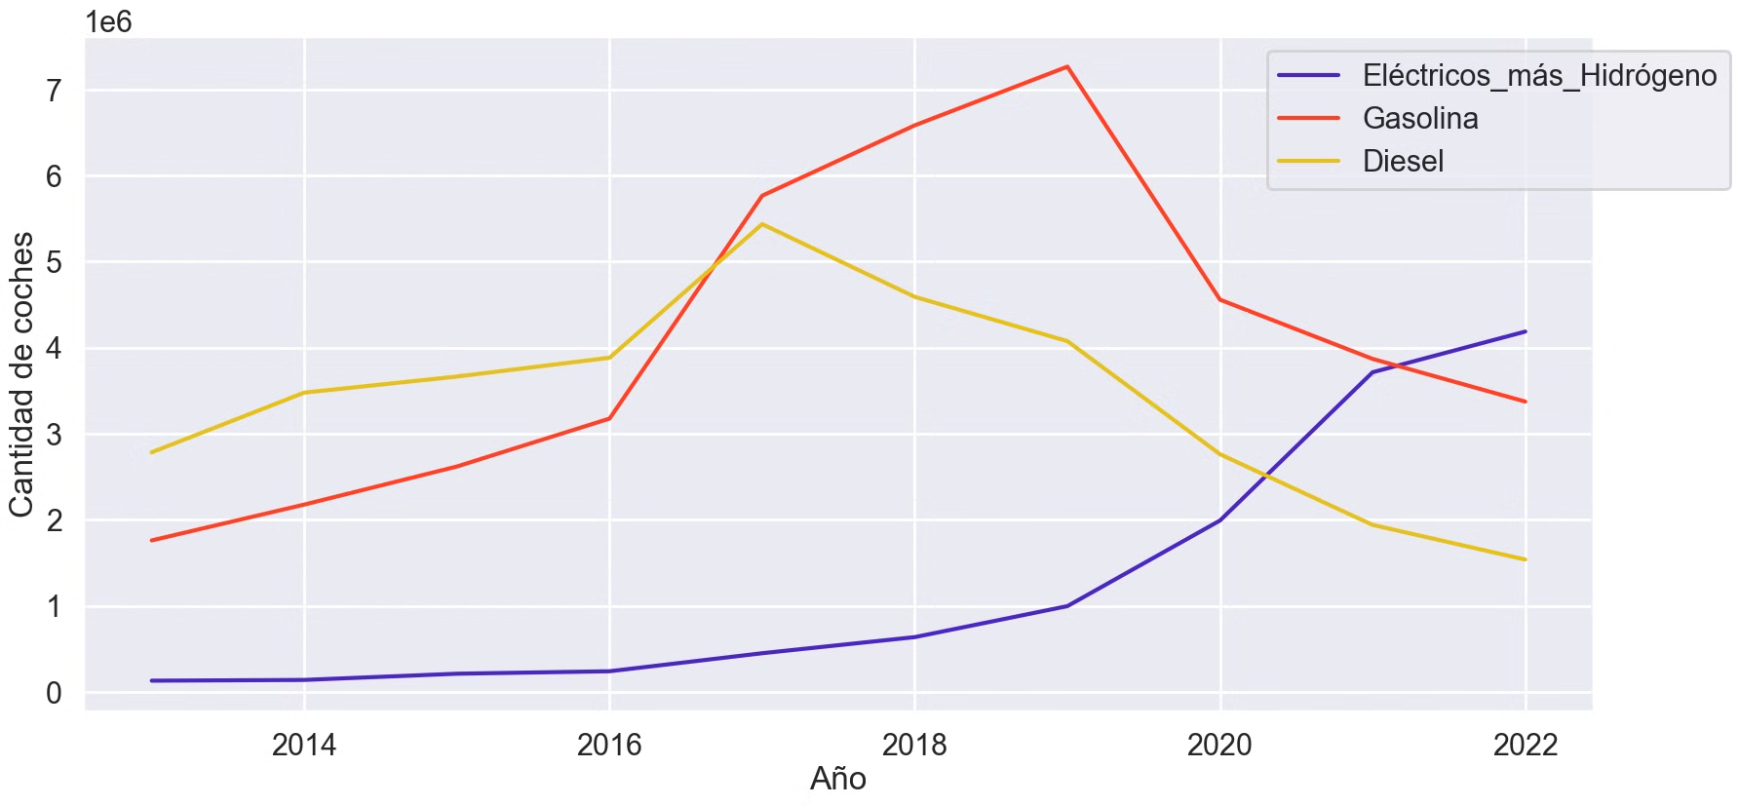 1e6
7
6
5
4
3
2
1
0
Cantidad de coches
2014 2016 2018 2020 2022
Año
Eléctricos_más_Hidrógeno
Gasolina
Diesel